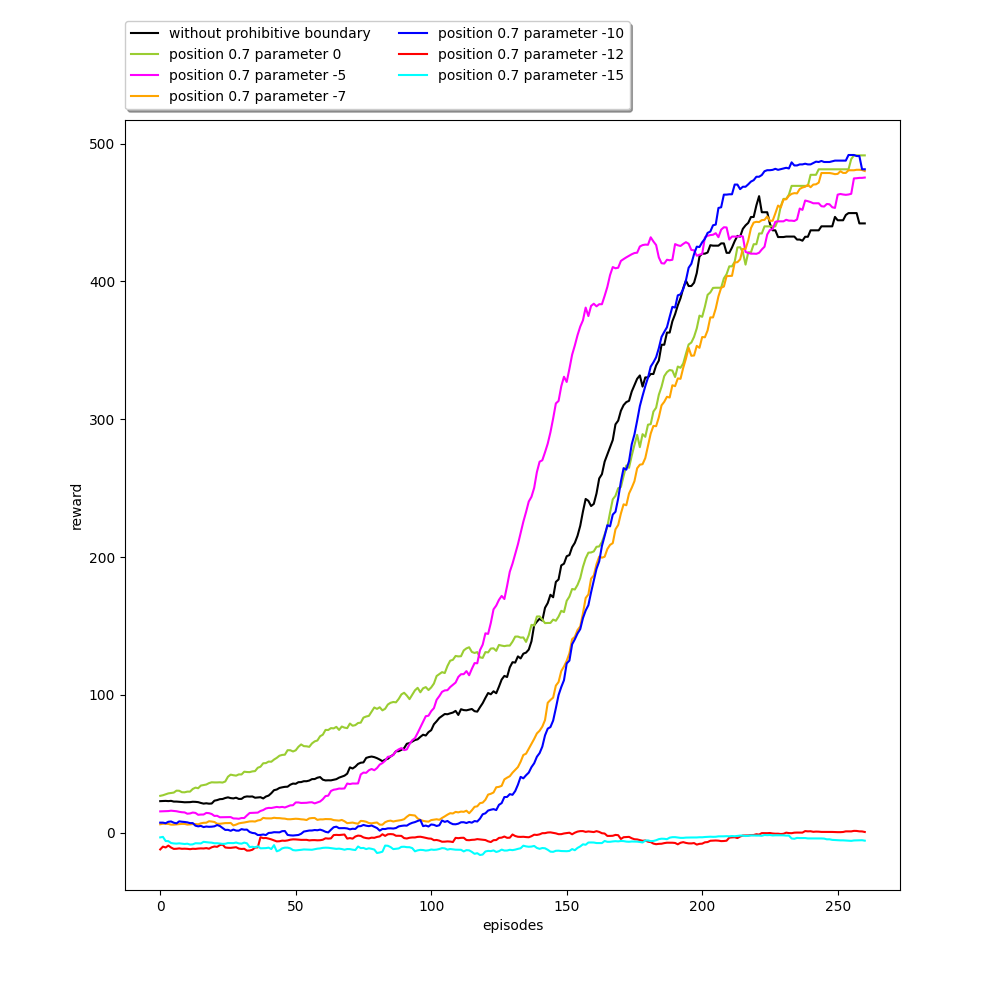 without prohibitive boundary
position 0.7 parameter 0
position 0.7 parameter -5
position 0.7 parameter -7
position 0.7 parameter -10
position 0.7 parameter -12
position 0.7 parameter -15
500
400
300
200
100
0
reward
0 50 100 150 200 250
episodes